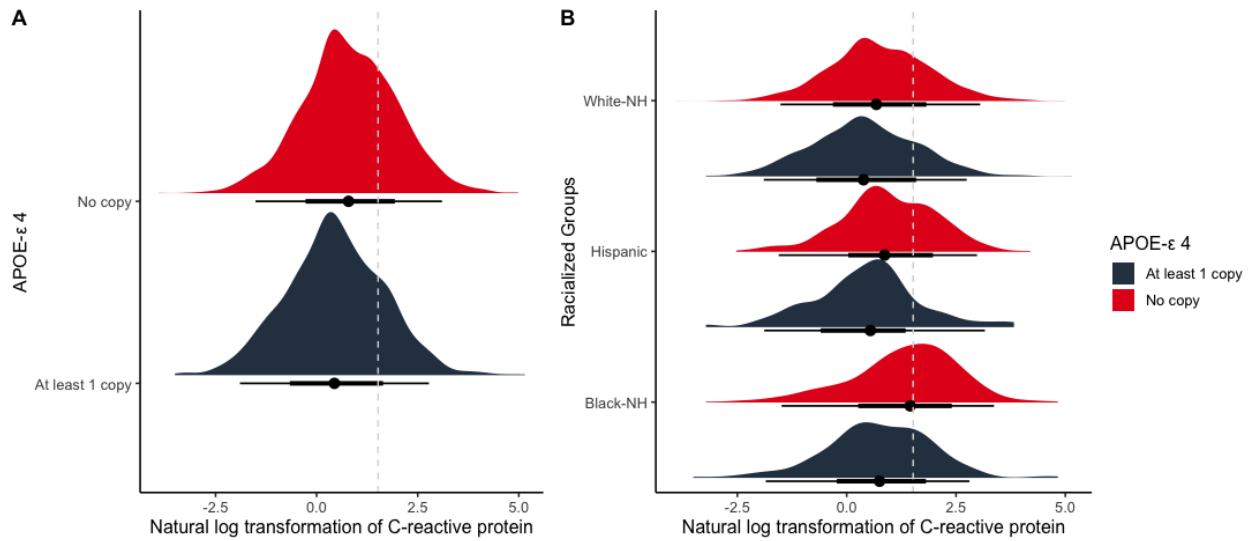 A
APOE-ε 4
No copy
At least 1 copy
-2.5
0.0
2.5
5.0
Natural log transformation of C-reactive protein
B
Racialized Groups
White-NH
Hispanic
Black-NH
-2.5
0.0
2.5
5.0
Natural log transformation of C-reactive protein
APOE-ε 4
At least 1 copy
No copy